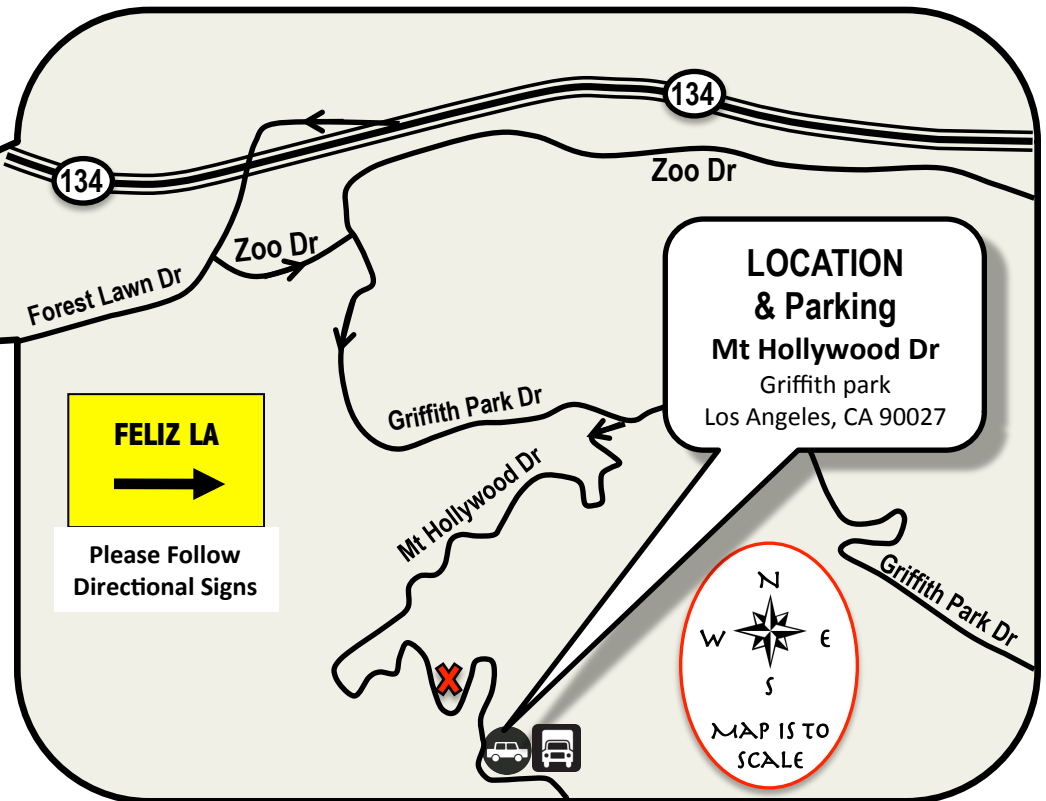 134
134
Zoo Dr
Zoo Dr
Forest Lawn Dr
LOCATION
& Parking
Mt Hollywood Dr
Griffith park
Los Angeles, CA 90027
Griffith Park Dr
FELIZ LA
Please Follow
Directional Signs
Mt Hollywood Dr
Griffith Park Dr
N
W
E
S
MAP IS TO
SCALE